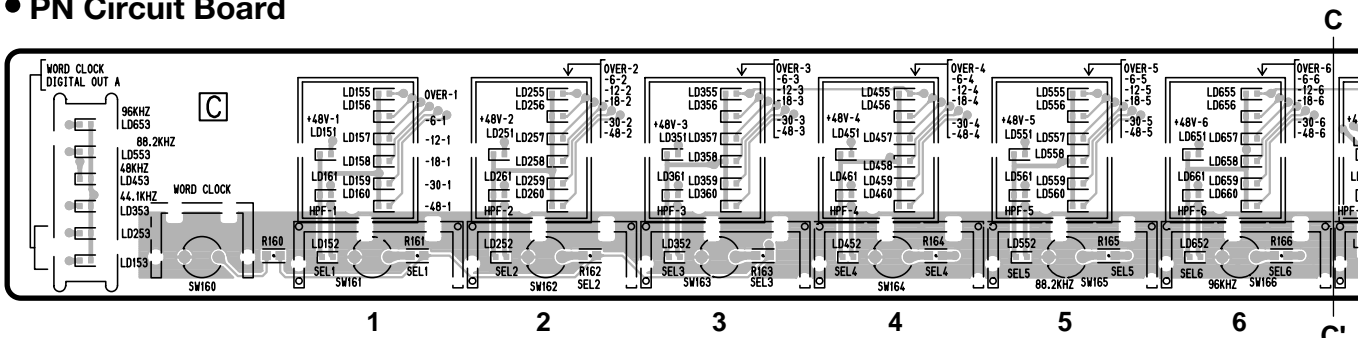 • PN Circuit Board
C
WORD CLOCK
DIGITAL OUT A
96KHZ
LD653
88.2KHZ
LD553
48KHZ
LD453
44.1KHZ
LD353
LD253
LD153
C
WORD CLOCK
SW160
R160
LD155
LD156
OVER-1
+48V-1
LD151
-6-1
LD157
-12-1
LD158
-18-1
LD161
LD159
-30-1
LD160
HPF-1
-48-1
LD152
R161
SEL1
SW161
SEL1
OVER-2
-6-2
-12-2
-18-2
-30-2
-48-2
LD255
LD256
+48V-2
LD251
LD257
LD258
LD261
LD259
LD260
HPF-2
LD252
SEL2
R162
SW162
SEL2
OVER-3
-6-3
-12-3
-18-3
-30-3
-48-3
LD355
LD356
+48V-3
LD351
LD357
LD358
LD361
LD359
LD360
HPF-3
LD352
SEL3
R163
SW163
SEL3
OVER-4
-6-4
-12-4
-18-4
-30-4
-48-4
LD455
LD456
+48V-4
LD451
LD457
LD458
LD461
LD459
LD460
HPF-4
LD452
R164
SEL4
SEL4
SW164
OVER-5
-6-5
-12-5
-18-5
-30-5
-48-5
LD555
LD556
+48V-5
LD551
LD557
LD558
LD561
LD559
LD560
HPF-5
LD552
R165
SEL5
SEL5
88.2KHZ
SW165
OVER-6
-6-6
-12-6
-18-6
-30-6
-48-6
LD655
LD656
+48V-6
LD651
LD657
LD658
LD661
LD659
LD660
HPF-6
LD652
R166
SEL6
SEL6
96KHZ
SW166
HPF-
1 2 3 4 5 6
C'